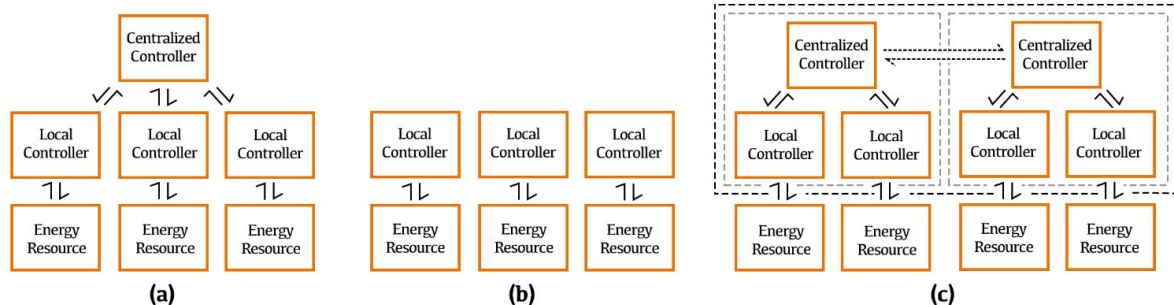 Centralized
Controller
Local
Controller
Local
Controller
Local
Controller
Energy
Resource
Energy
Resource
Energy
Resource
(a)
Local
Controller
Local
Controller
Local
Controller
Energy
Resource
Energy
Resource
Energy
Resource
(b)
Centralized
Controller
Centralized
Controller
Local
Controller
Local
Controller
Local
Controller
Local
Controller
Energy
Resource
Energy
Resource
Energy
Resource
Energy
Resource
(c)